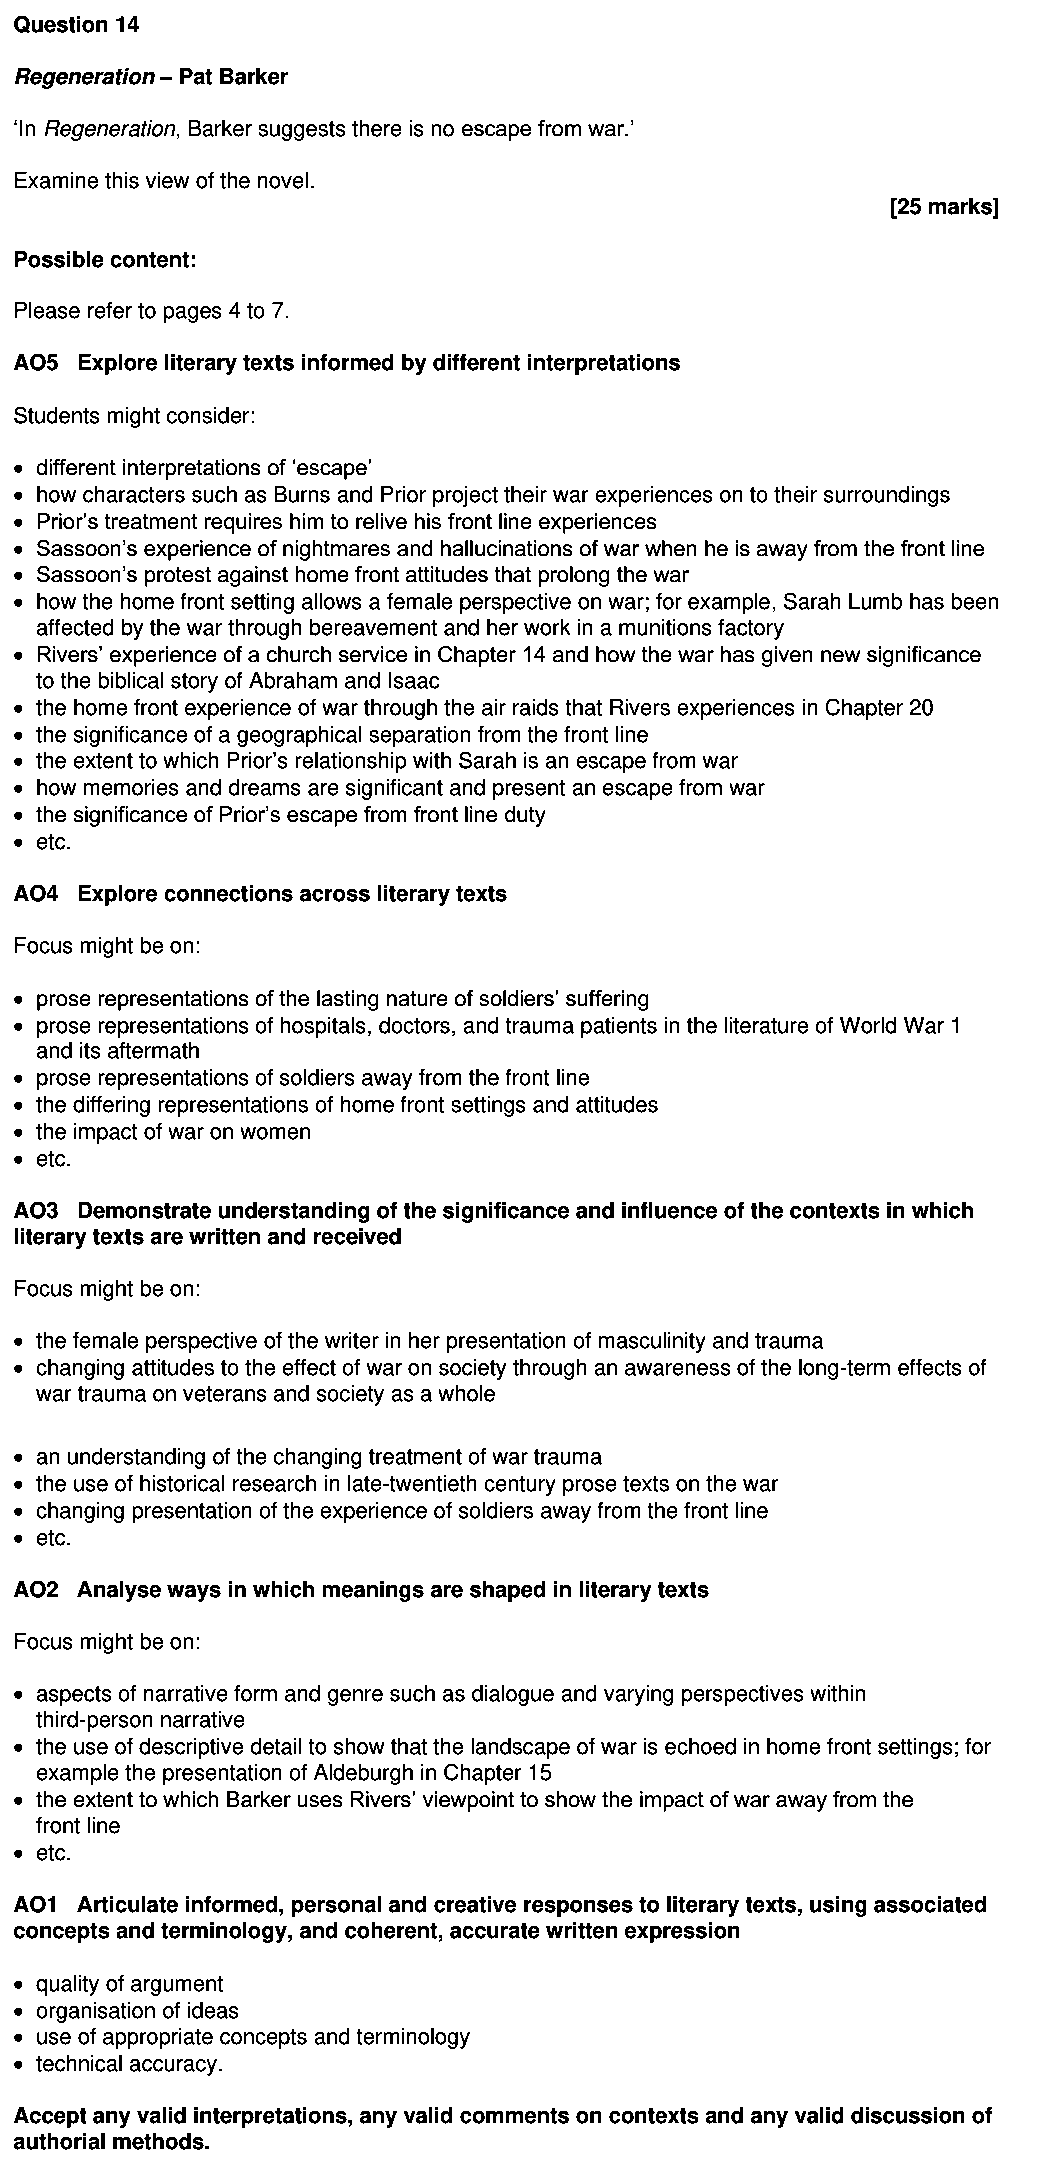 Question 14
Regeneration – Pat Barker
‘In Regeneration, Barker suggests there is no escape from war.’
Examine this view of the novel.
[25 marks]
Possible content:
Please refer to pages 4 to 7.
AO5 Explore literary texts informed by different interpretations
Students might consider:
• different interpretations of ‘escape’
• how characters such as Burns and Prior project their war experiences on to their surroundings
• Prior’s treatment requires him to relive his front line experiences
• Sassoon’s experience of nightmares and hallucinations of war when he is away from the front line
• Sassoon’s protest against home front attitudes that prolong the war
• how the home front setting allows a female perspective on war; for example, Sarah Lumb has been
affected by the war through bereavement and her work in a munitions factory
• Rivers’ experience of a church service in Chapter 14 and how the war has given new significance
to the biblical story of Abraham and Isaac
• the home front experience of war through the air raids that Rivers experiences in Chapter 20
• the significance of a geographical separation from the front line
• the extent to which Prior’s relationship with Sarah is an escape from war
• how memories and dreams are significant and present an escape from war
• the significance of Prior’s escape from front line duty
• etc.
AO4 Explore connections across literary texts
Focus might be on:
• prose representations of the lasting nature of soldiers’ suffering
• prose representations of hospitals, doctors, and trauma patients in the literature of World War 1
and its aftermath
• prose representations of soldiers away from the front line
• the differing representations of home front settings and attitudes
• the impact of war on women
• etc.
AO3 Demonstrate understanding of the significance and influence of the contexts in which
literary texts are written and received
Focus might be on:
• the female perspective of the writer in her presentation of masculinity and trauma
• changing attitudes to the effect of war on society through an awareness of the long-term effects of
war trauma on veterans and society as a whole
• an understanding of the changing treatment of war trauma
• the use of historical research in late-twentieth century prose texts on the war
• changing presentation of the experience of soldiers away from the front line
• etc.
AO2 Analyse ways in which meanings are shaped in literary texts
Focus might be on:
• aspects of narrative form and genre such as dialogue and varying perspectives within
third-person narrative
• the use of descriptive detail to show that the landscape of war is echoed in home front settings; for
example the presentation of Aldeburgh in Chapter 15
• the extent to which Barker uses Rivers’ viewpoint to show the impact of war away from the
front line
• etc.
AO1 Articulate informed, personal and creative responses to literary texts, using associated
concepts and terminology, and coherent, accurate written expression
• quality of argument
• organisation of ideas
• use of appropriate concepts and terminology
• technical accuracy.
Accept any valid interpretations, any valid comments on contexts and any valid discussion of
authorial methods.